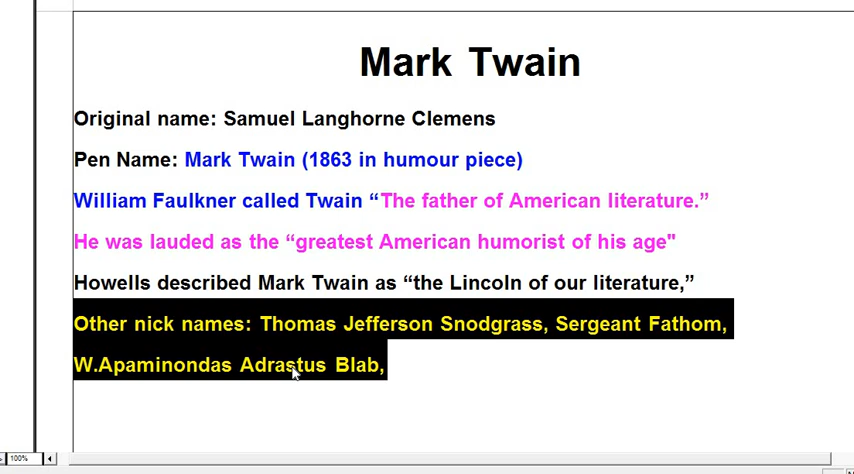 Mark Twain
Original name: Samuel Langhorne Clemens
Pen Name: Mark Twain (1863 in humour piece)
William Faulkner called Twain “The father of American literature.”
He was lauded as the “greatest American humorist of his age"
Howells described Mark Twain as “the Lincoln of our literature,”
Other nick names: Thomas Jefferson Snodgrass, Sergeant Fathom,
W.Apaminondas Adrastus Blab,
100%